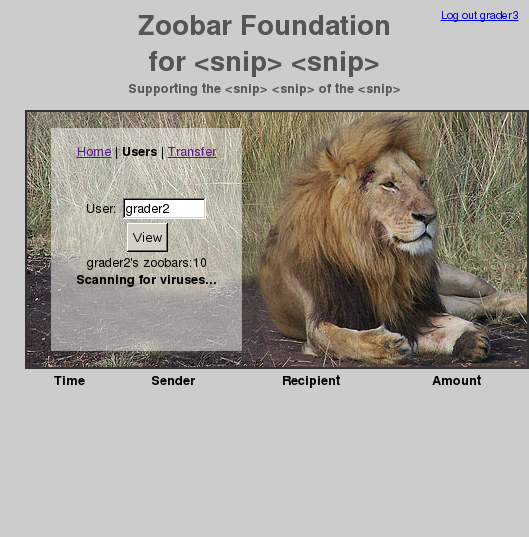 Log out grader3
Zoobar Foundation
for <snip> <snip>
Supporting the <snip> <snip> of the <snip>
Home | Users | Transfer
User: grader2
View
grader2's zoobars:10
Scanning for viruses...
Time Sender Recipient Amount